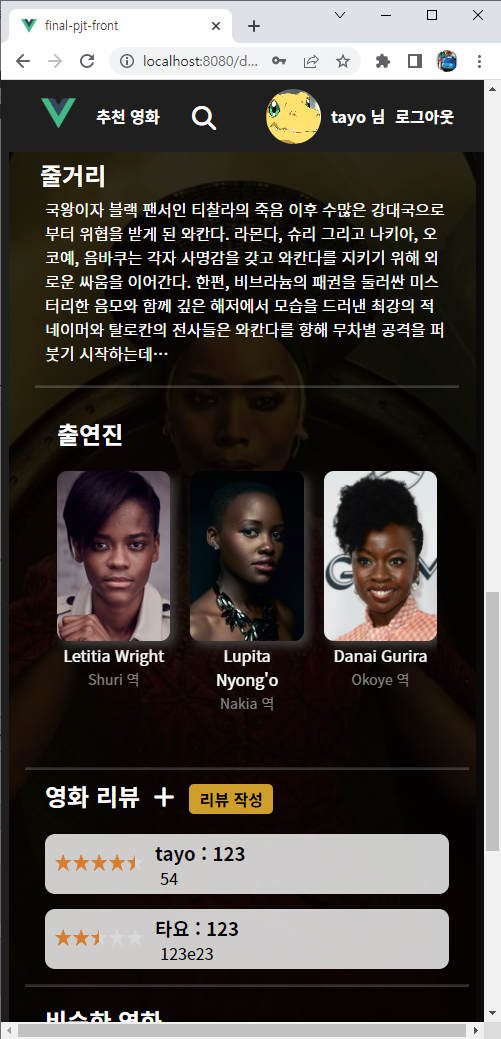 final-pjt-front
localhost:8080/d...
추천 영화
tayo 님 로그아웃
줄거리
국왕이자 블랙 팬서인 티찰라의 죽음 이후 수많은 강대국으로
부터 위협을 받게 된 와칸다. 라몬다, 슈리 그리고 나키아, 오
코예, 음바쿠는 각자 사명감을 갖고 와칸다를 지키기 위해 외
로운 싸움을 이어간다. 한편, 비브라늄의 패권을 둘러싼 미스
터리한 음모와 함께 깊은 해저에서 모습을 드러낸 최강의 적
네이머와 탈로칸의 전사들은 와칸다를 향해 무차별 공격을 퍼
붓기 시작하는데…
출연진
Letitia Wright
Shuri 역
Lupita
Nyong'o
Nakia 역
Danai Gurira
Okoye 역
영화 리뷰
리뷰 작성
tayo : 123
54
타요 : 123
123e23
비슷한 영화